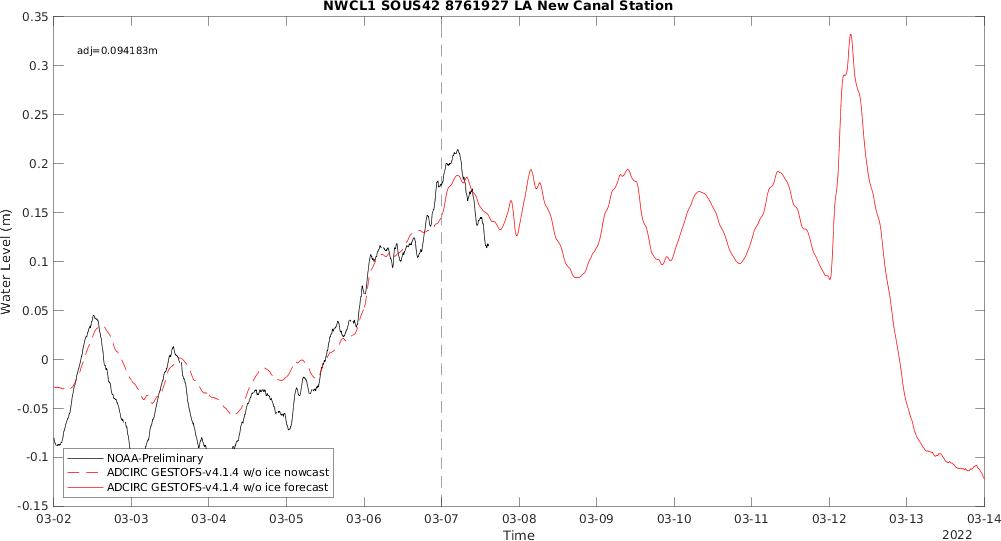 NWCL1 SOUS42 8761927 LA New Canal Station
adj=0.094183m
Water Level (m)
0.35
0.3
0.25
0.2
0.15
0.1
0.05
0
-0.05
-0.1
-0.15
NOAA-Preliminary
ADCIRC GESTOFS-v4.1.4 w/o ice nowcast
ADCIRC GESTOFS-v4.1.4 w/o ice forecast
03-02 03-03 03-04 03-05 03-06 03-07 03-08 03-09 03-10 03-11 03-12 03-13 03-14
Time
2022